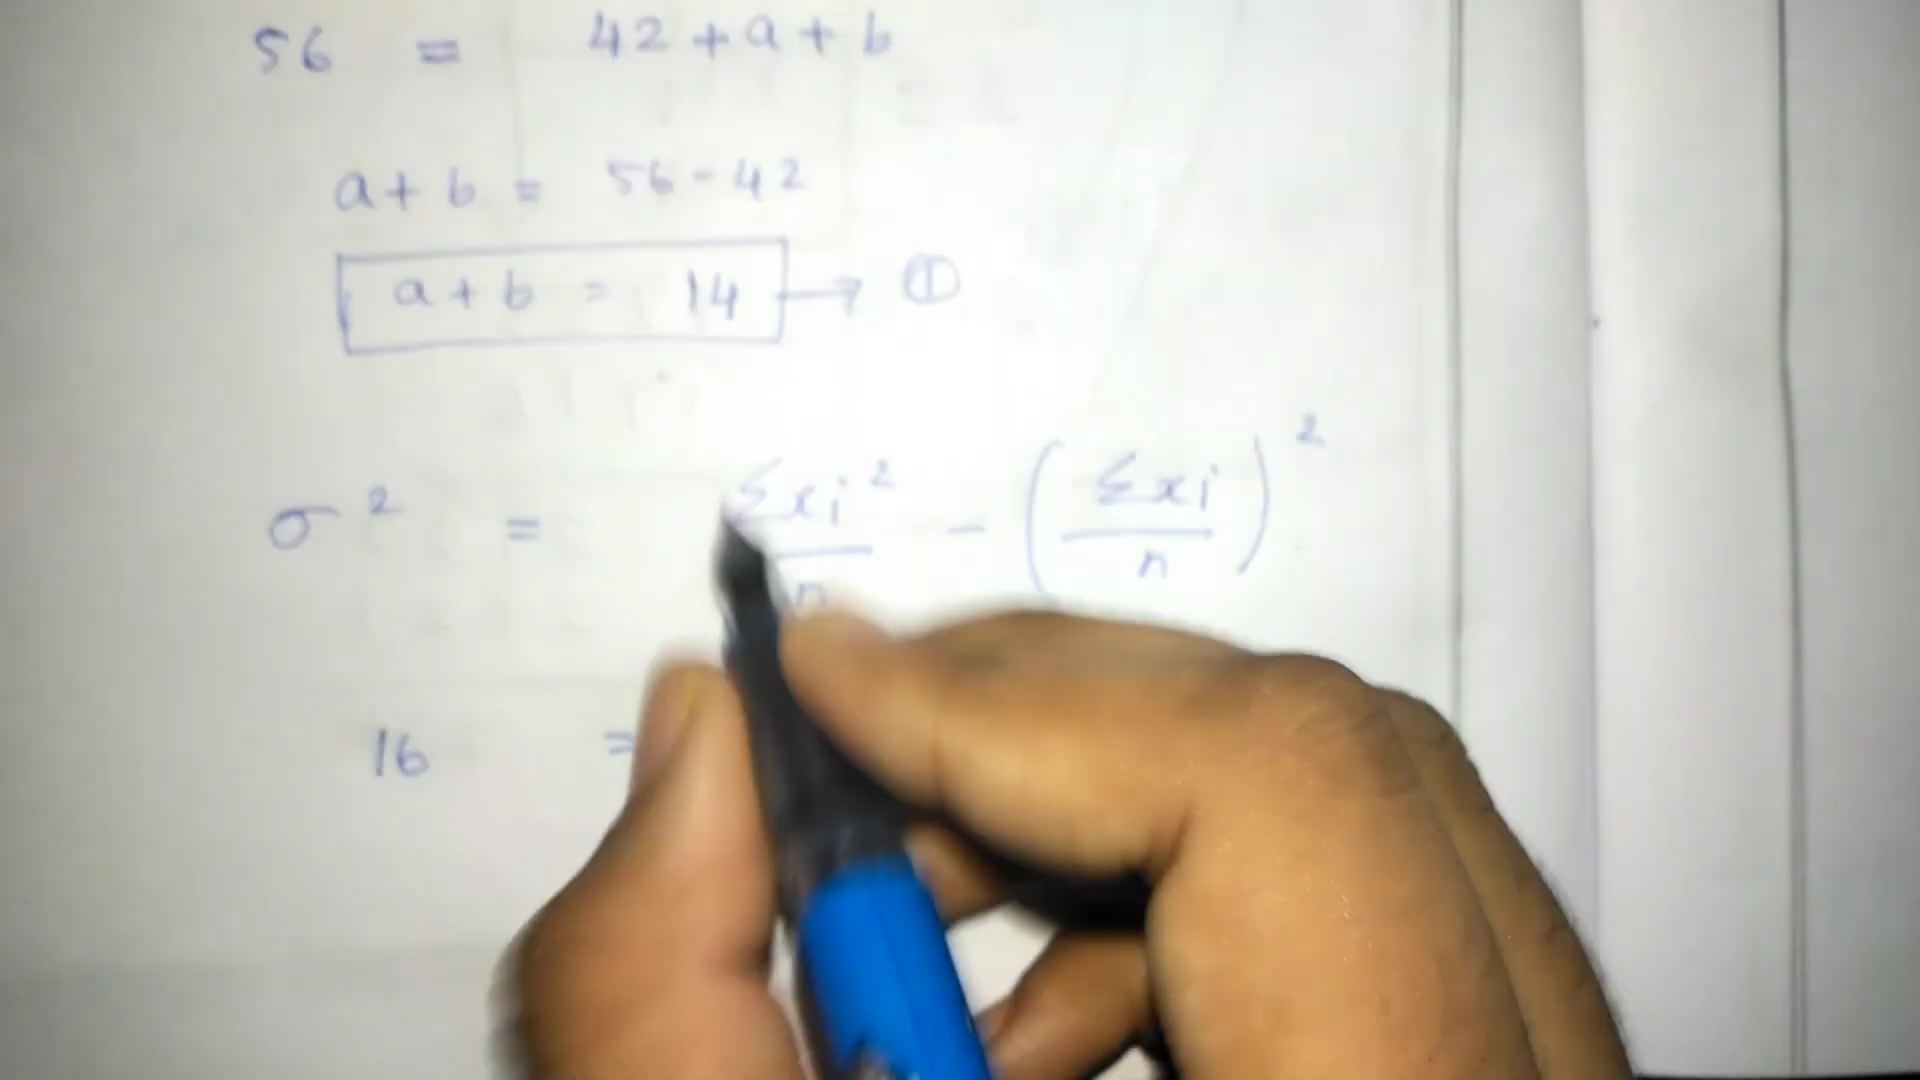 56 = 42 + a + b
a + b = 56 - 42
a + b = 14 → ①
σ² = Σxi²/n - (Σxi/n)²
16 =